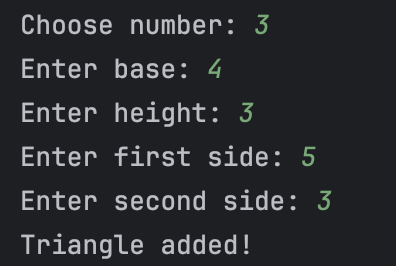 Choose number: 3
Enter base: 4
Enter height: 3
Enter first side: 5
Enter second side: 3
Triangle added!